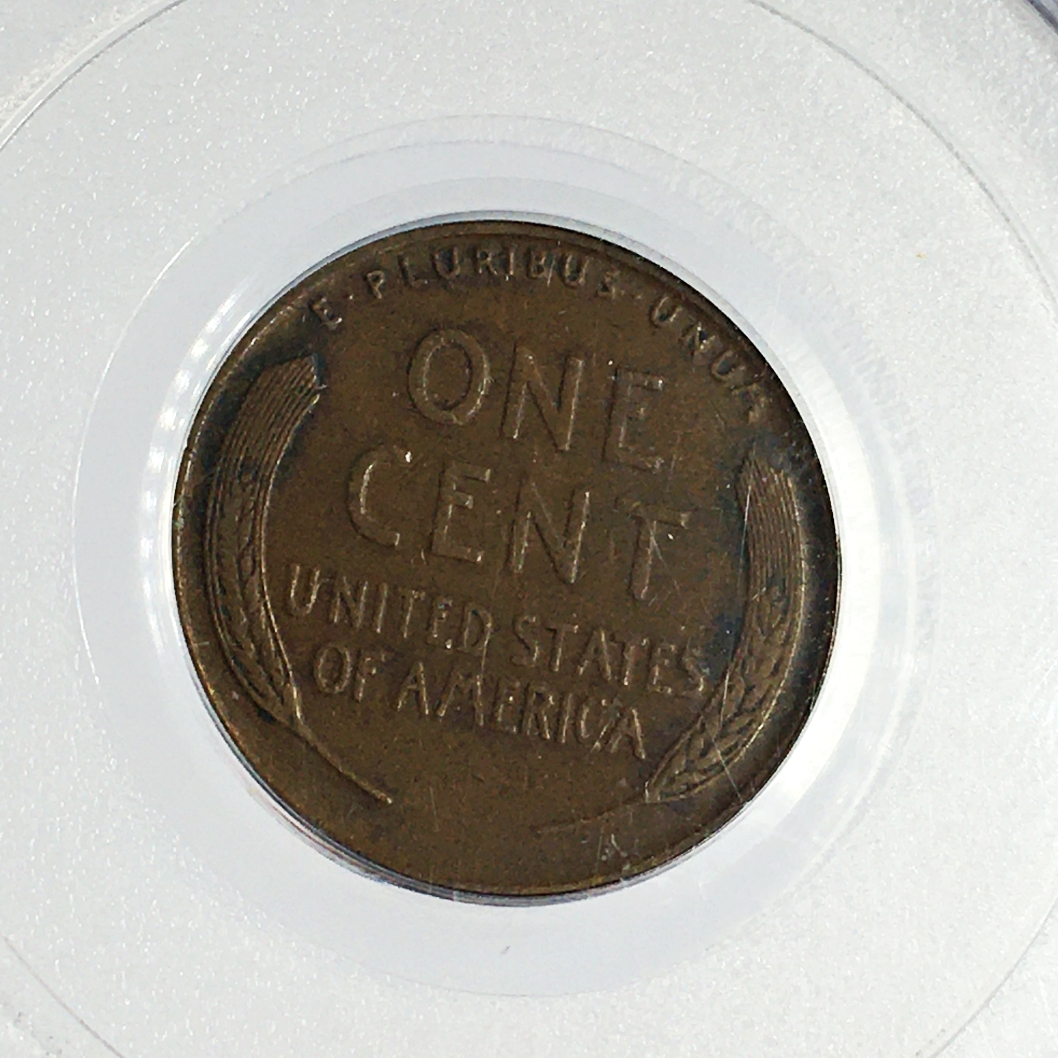 E·PLURIBUS·UNUM
ONE
CENT
UNITED STATES
OF AMERICA